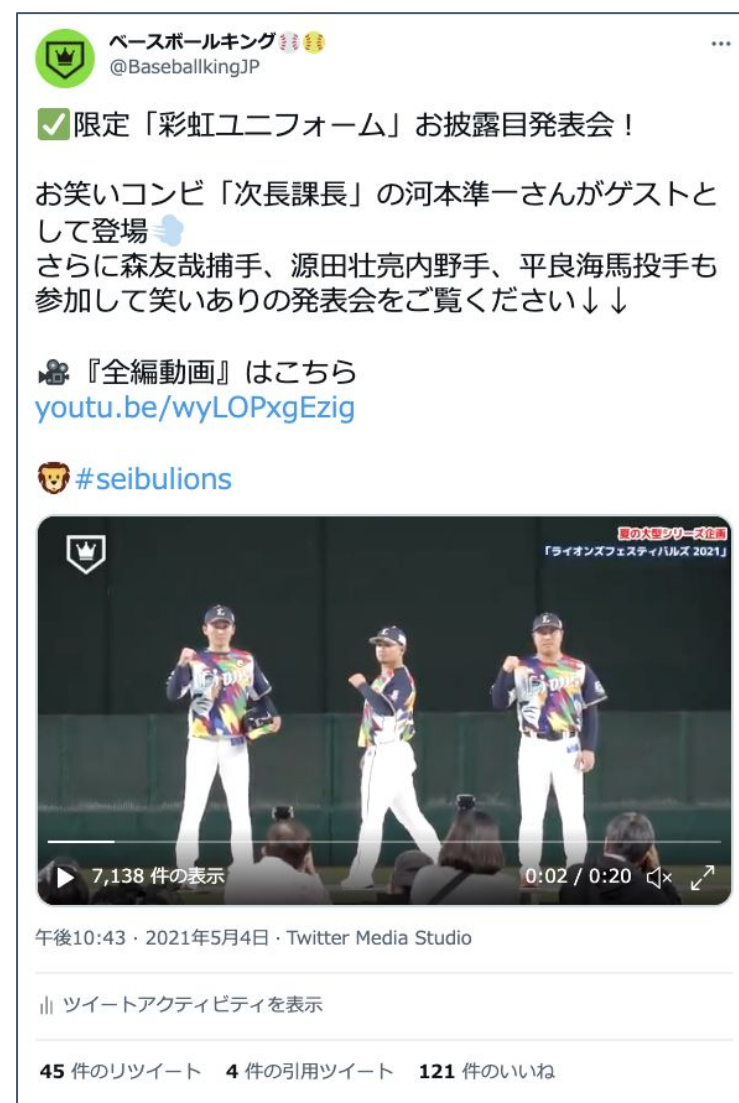 ベースボールキング⚾🥎
@BaseballkingJP
✅限定「彩虹ユニフォーム」お披露目発表会！
お笑いコンビ「次長課長」の河本準一さんがゲストと
して登場💨
さらに森友哉捕手、源田壮亮内野手、平良海馬投手も
参加して笑いありの発表会をご覧ください↓↓
🎥『全編動画』はこちら
youtu.be/wyLOPxgEzig
🦁#seibulions
夏の大型シリーズ企画
「ライオンズフェスティバルズ 2021」
7,138 件の表示
0:02 / 0:20
午後10:43 · 2021年5月4日 · Twitter Media Studio
ツイートアクティビティを表示
45 件のリツイート 4 件の引用ツイート 121 件のいいね